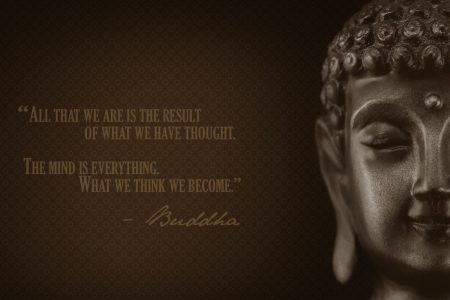 “All that we are is the result
of what we have thought.
The mind is everything.
What we think we become.”
– Buddha